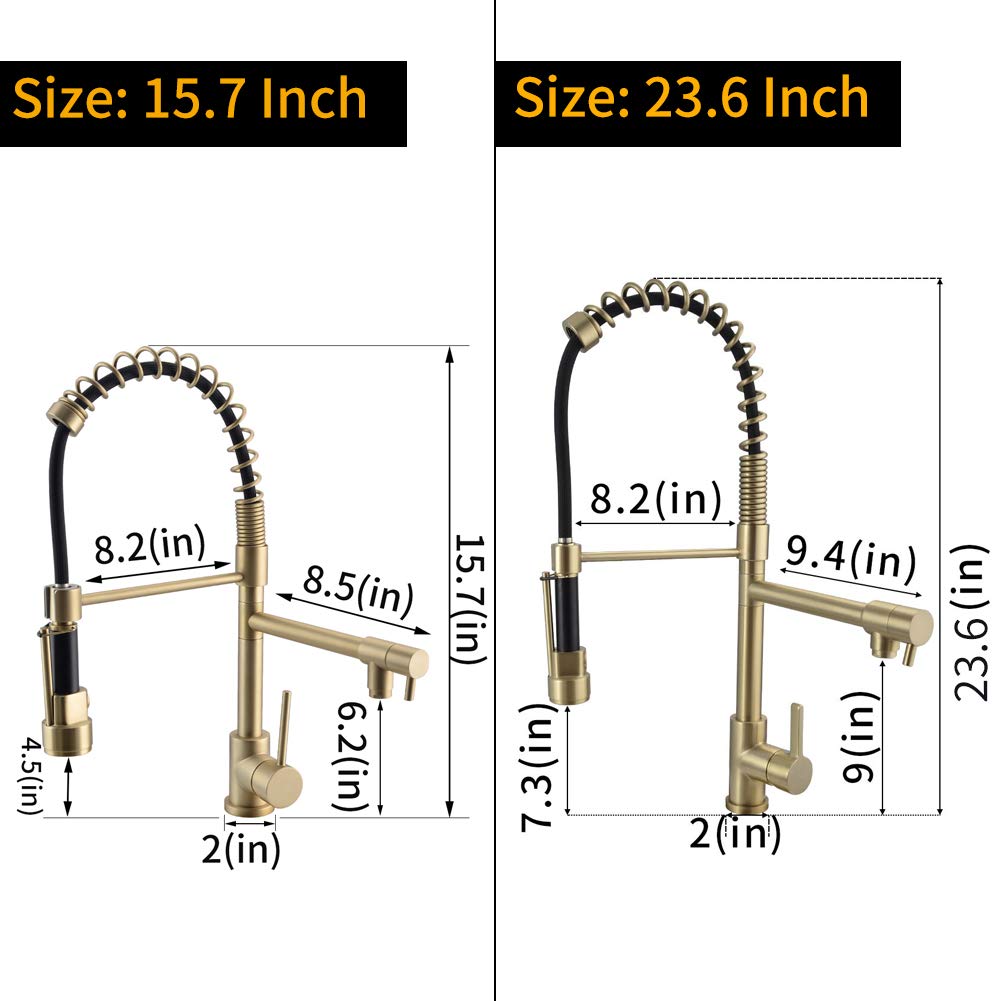 Size: 15.7 Inch
8.2(in)
8.5(in)
15.7(in)
6.2(in)
4.5(in)
2(in)
Size: 23.6 Inch
8.2(in)
9.4(in)
23.6(in)
7.3(in)
9(in)
2(in)